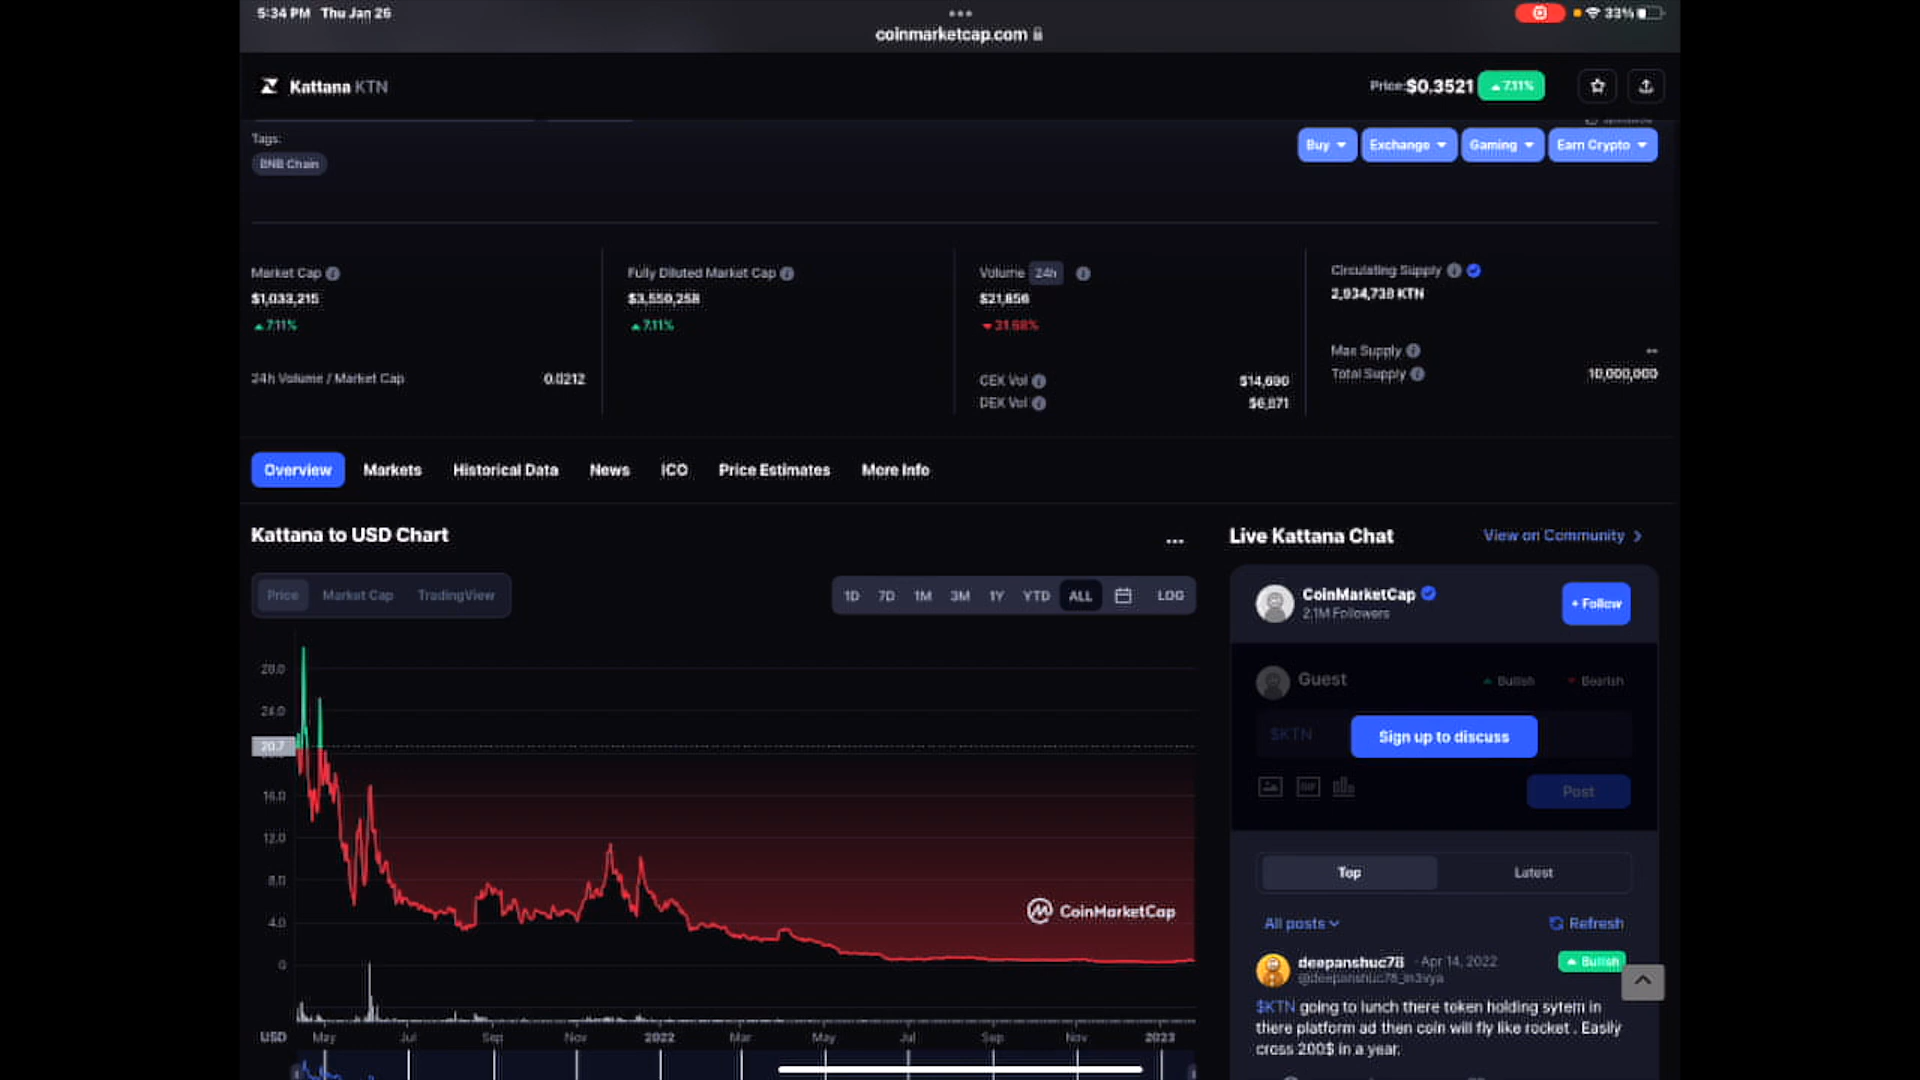 5:34 PM Thu Jan 26
33%
coinmarketcap.com
Kattana KTN
Price: $0.3521 7.11%
Tags:
BNB Chain
Buy Exchange Gaming Earn Crypto
Market Cap
$1,033,215
7.11%
24h Volume / Market Cap 0.0212
Fully Diluted Market Cap
$3,550,258
7.11%
Volume 24h
$21,856
31.68%
CEX Vol $14,690
DEX Vol $6,871
Circulating Supply
2,934,738 KTN
Max Supply --
Total Supply 10,000,000
Overview Markets Historical Data News ICO Price Estimates More Info
Kattana to USD Chart
...
Price Market Cap TradingView
1D 7D 1M 3M 1Y YTD ALL LOG
28.0
24.0
20.7
16.0
12.0
8.0
4.0
0
CoinMarketCap
USD May Jul Sep Nov 2022 Mar May Jul Sep Nov 2023
Live Kattana Chat View on Community
CoinMarketCap
2.1M Followers
+ Follow
Guest Bullish Bearish
$KTN Sign up to discuss
GIF
Post
Top Latest
All posts Refresh
deepanshuc78 · Apr 14, 2022 Bullish
$KTN going to lunch there token holding sytem in
there platform ad then coin will fly like rocket . Easily
cross 200$ in a year.